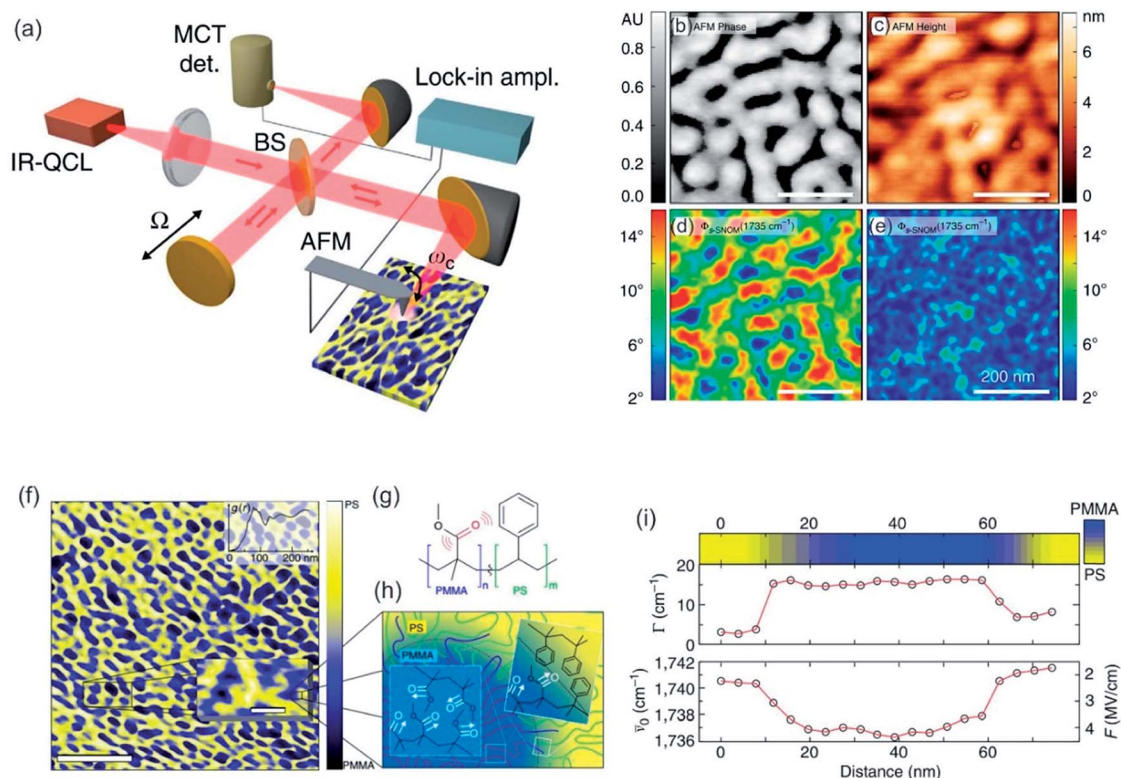 (a)
MCT
det.
Lock-in ampl.
IR-QCL
BS
Ω
AFM
ω_c
AU
0.8
0.6
0.4
0.2
0.0
(b) AFM Phase
(c) AFM Height
nm
6
4
2
0
14°
10°
6°
2°
(d) Φ_s-SNOM(1735 cm⁻¹)
(e) Φ_s-SNOM(1735 cm⁻¹)
200 nm
14°
10°
6°
2°
(f)
g(r)
0 100 200 nm
PS
PMMA
(g)
O
O
PMMA n
PS m
(h)
PS
PMMA
O O O O O O O
(i)
0 20 40 60
PMMA
PS
Γ (cm⁻¹)
20
10
0
ν̄₀ (cm⁻¹)
1,742
1,740
1,738
1,736
2
3
4
F (MV/cm)
0 20 40 60
Distance (nm)